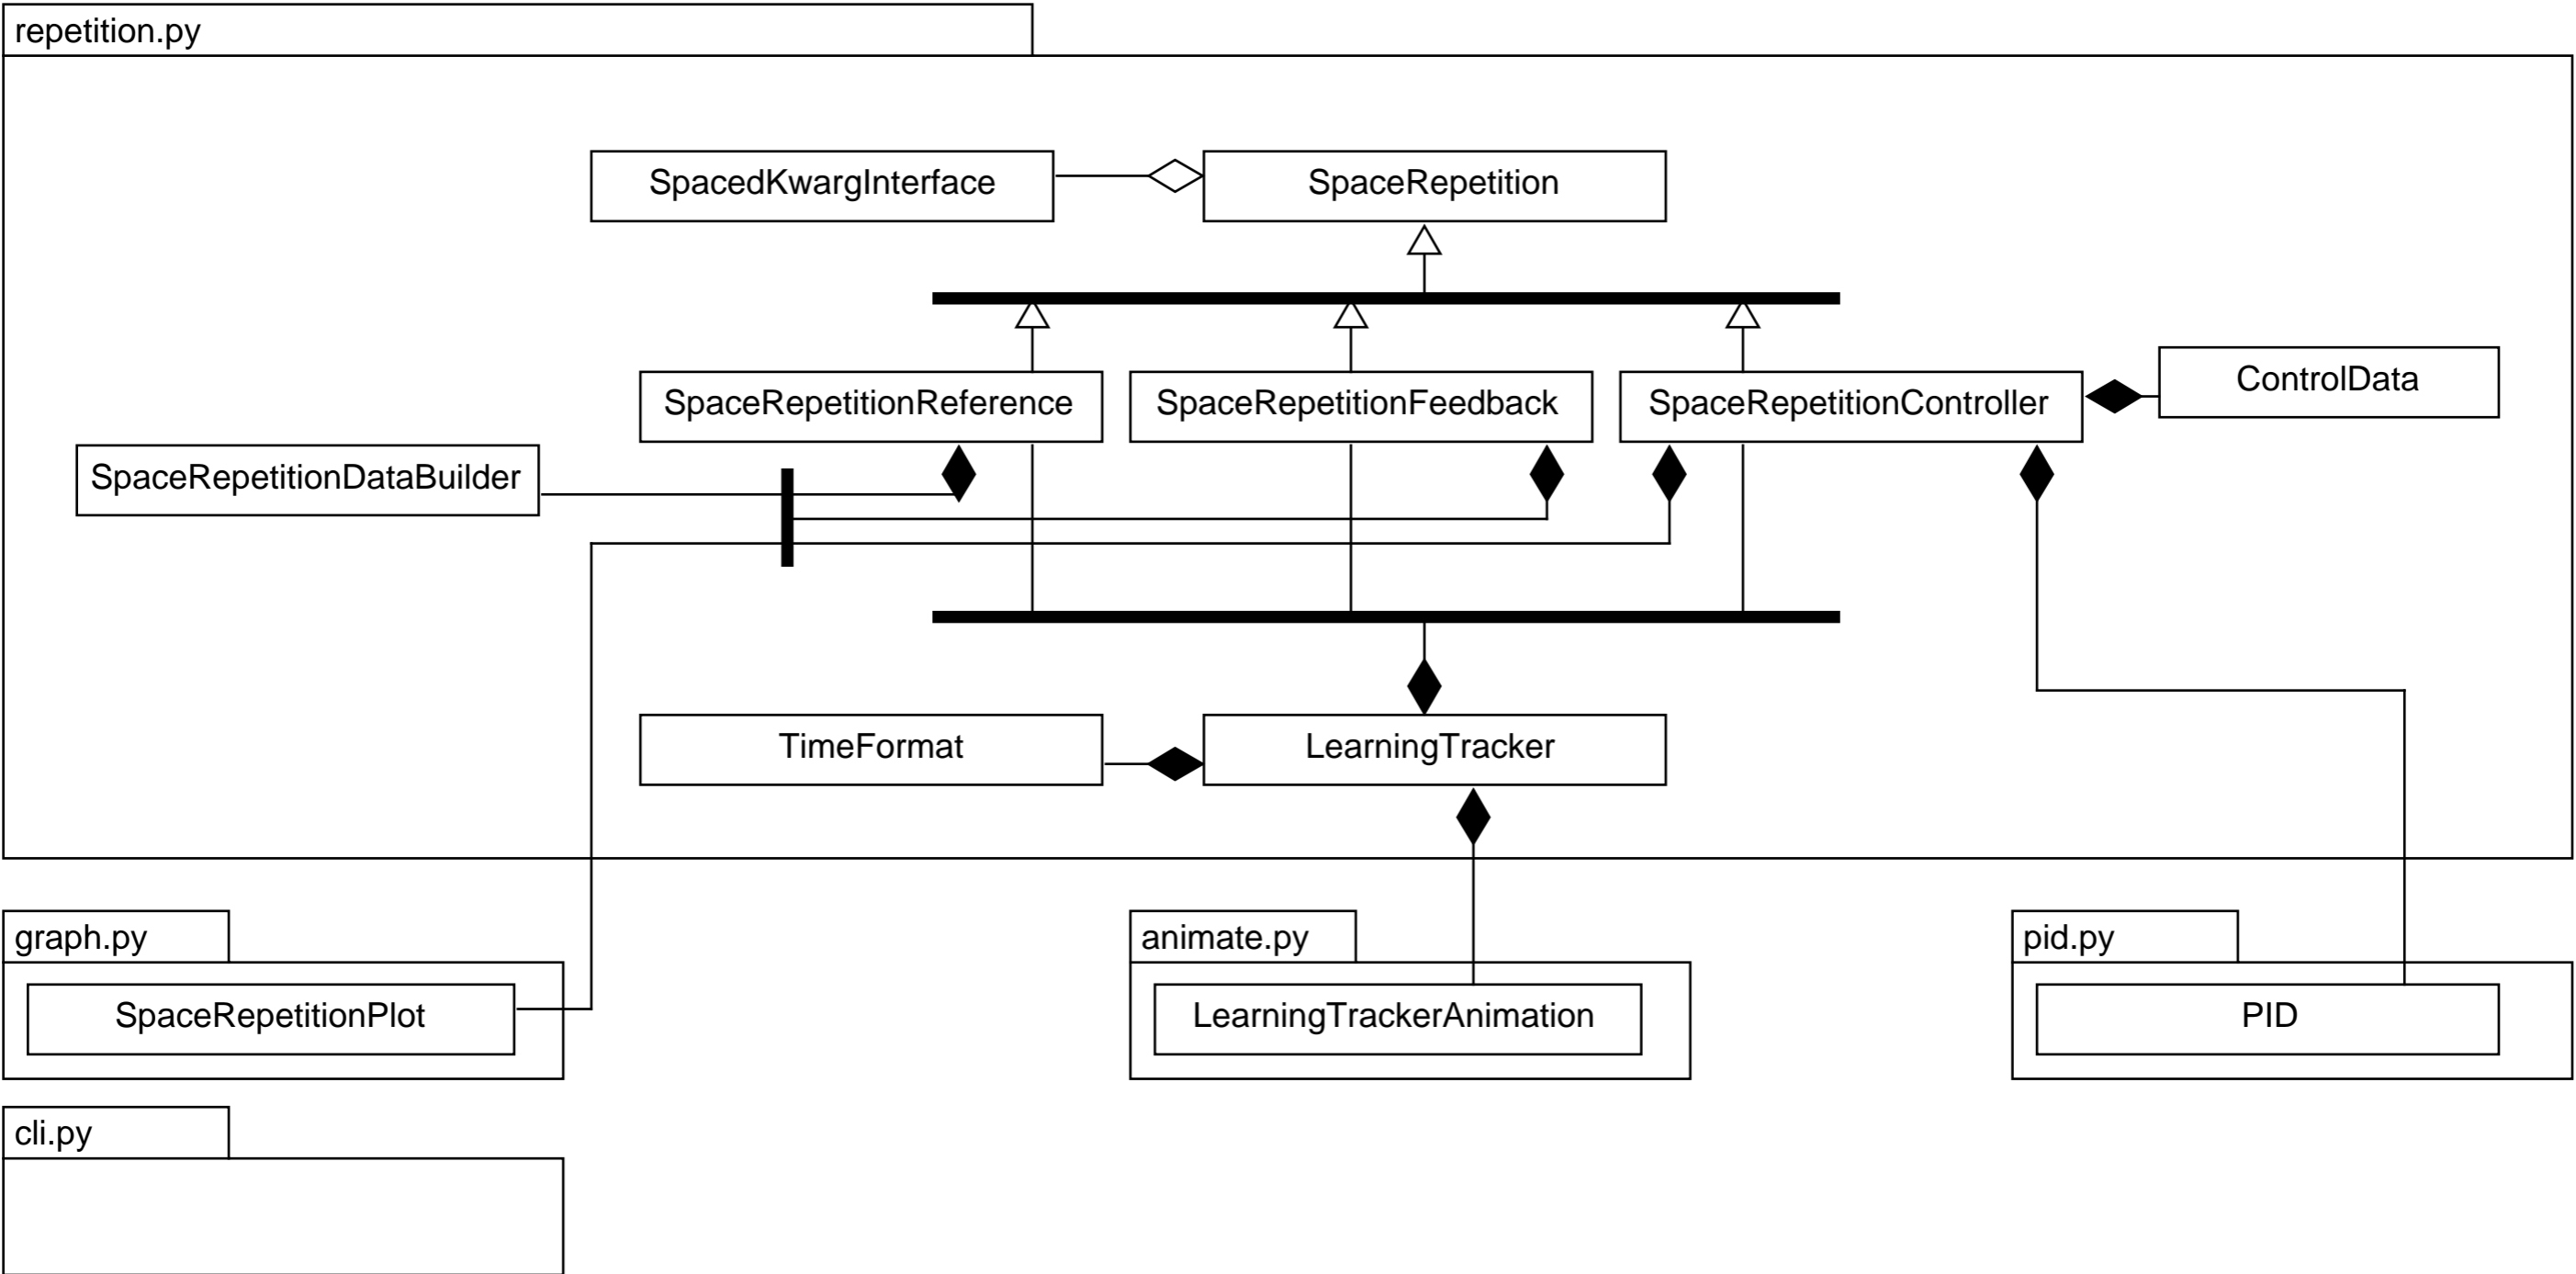 repetition.py
SpacedKwargInterface
SpaceRepetition
SpaceRepetitionReference
SpaceRepetitionFeedback
SpaceRepetitionController
ControlData
SpaceRepetitionDataBuilder
TimeFormat
LearningTracker
graph.py
SpaceRepetitionPlot
animate.py
LearningTrackerAnimation
pid.py
PID
cli.py